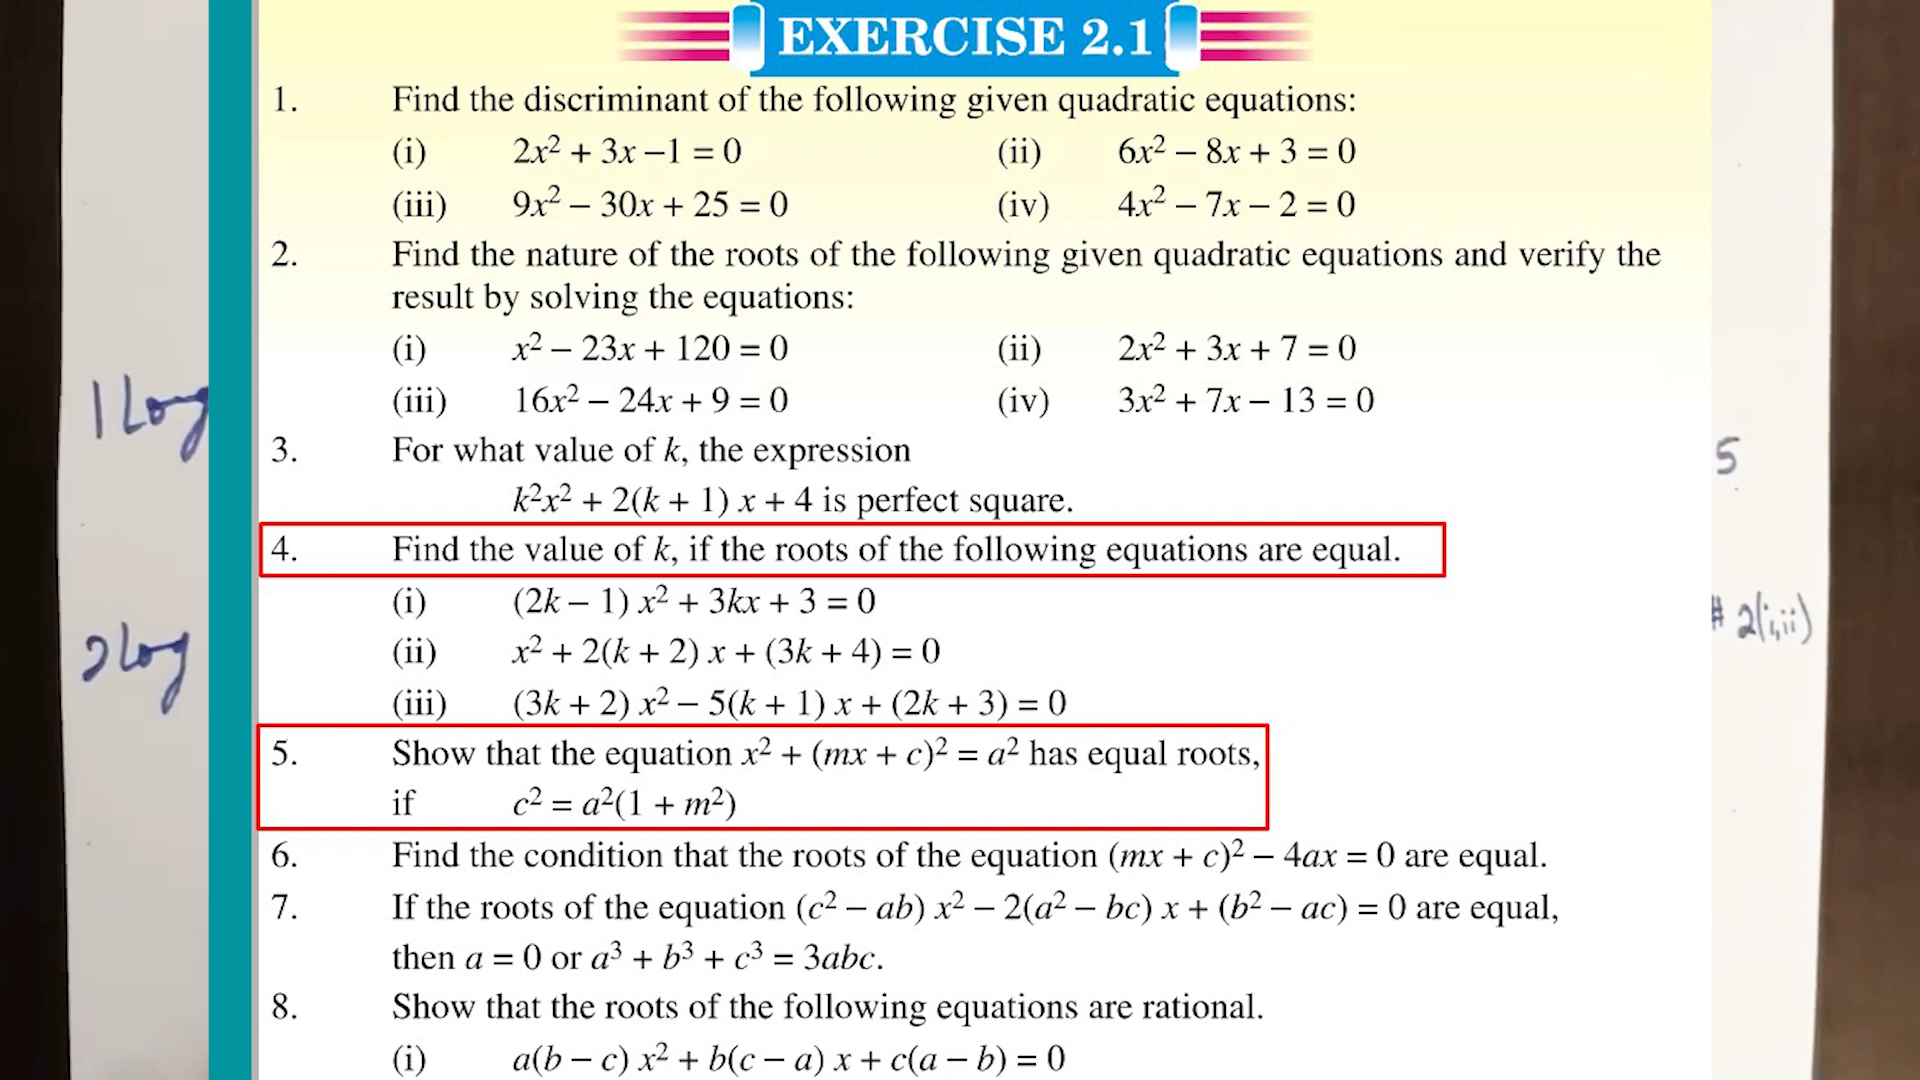 EXERCISE 2.1
1. Find the discriminant of the following given quadratic equations:
(i) 2x² + 3x –1 = 0 (ii) 6x² – 8x + 3 = 0
(iii) 9x² – 30x + 25 = 0 (iv) 4x² – 7x – 2 = 0
2. Find the nature of the roots of the following given quadratic equations and verify the
result by solving the equations:
(i) x² – 23x + 120 = 0 (ii) 2x² + 3x + 7 = 0
(iii) 16x² – 24x + 9 = 0 (iv) 3x² + 7x – 13 = 0
1 Long
3. For what value of k, the expression
5
k²x² + 2(k + 1) x + 4 is perfect square.
4. Find the value of k, if the roots of the following equations are equal.
(i) (2k – 1) x² + 3kx + 3 = 0
# 2(i,ii)
(ii) x² + 2(k + 2) x + (3k + 4) = 0
2 Long
(iii) (3k + 2) x² – 5(k + 1) x + (2k + 3) = 0
5. Show that the equation x² + (mx + c)² = a² has equal roots,
if c² = a²(1 + m²)
6. Find the condition that the roots of the equation (mx + c)² – 4ax = 0 are equal.
7. If the roots of the equation (c² – ab) x² – 2(a² – bc) x + (b² – ac) = 0 are equal,
then a = 0 or a³ + b³ + c³ = 3abc.
8. Show that the roots of the following equations are rational.
(i) a(b – c) x² + b(c – a) x + c(a – b) = 0